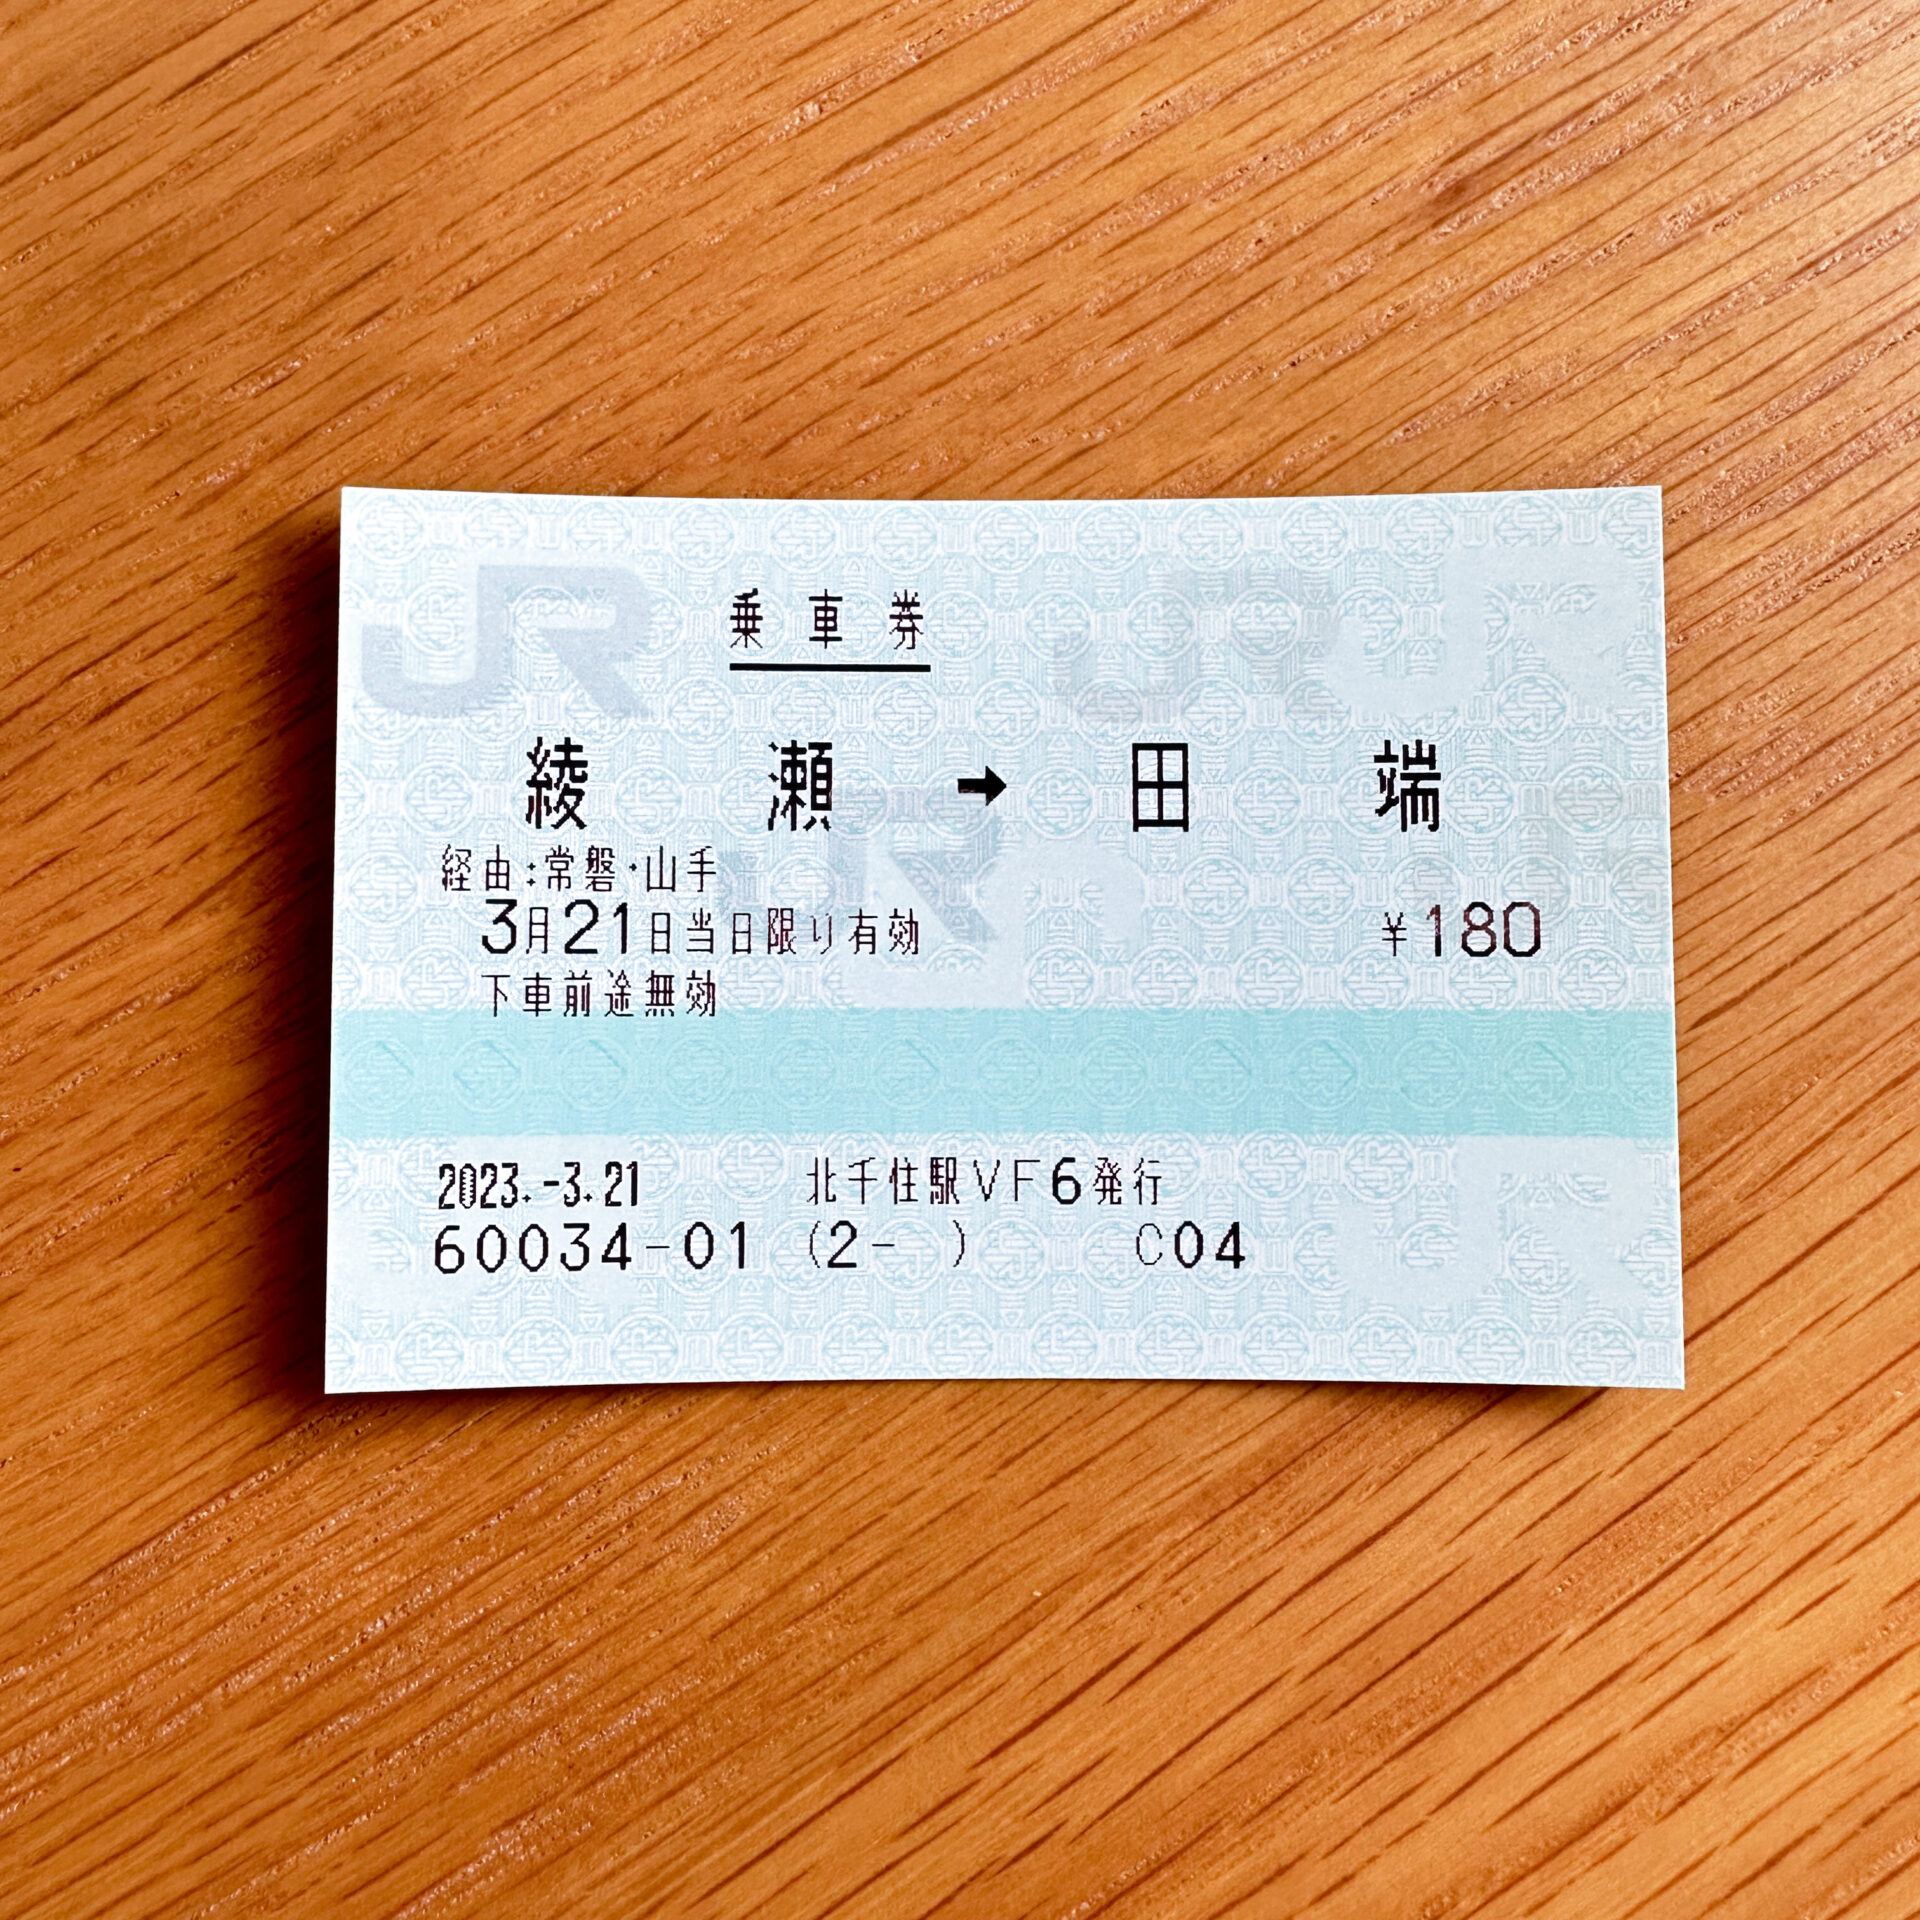 乗車券
綾瀬➡田端
経由:常磐・山手
3月21日当日限り有効 ¥180
下車前途無効
2023.-3.21 北千住駅VF6発行
60034-01 (2- ) C04